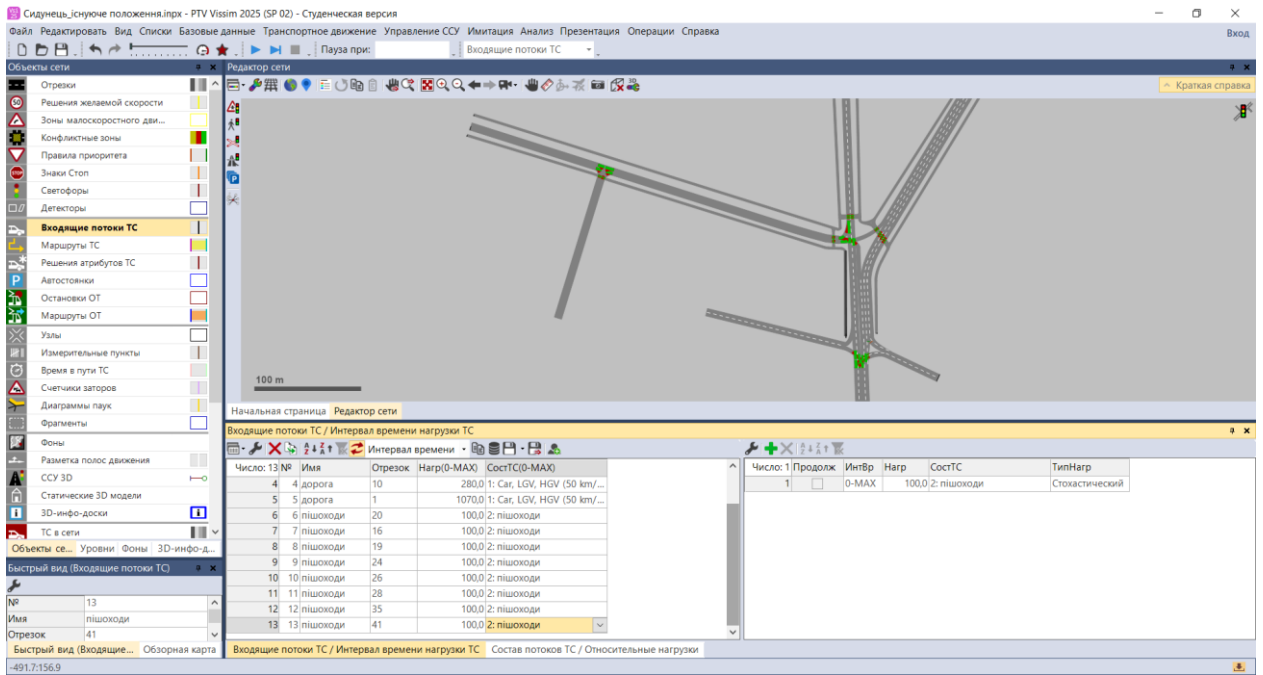 Сидунець_існуюче положення.inpx - PTV Vissim 2025 (SP 02) - Студенческая версия
Файл Редактировать Вид Списки Базовые данные Транспортное движение Управление ССУ Имитация Анализ Презентация Операции Справка
Вход
Пауза при: Входящие потоки ТС
Объекты сети
Отрезки
Решения желаемой скорости
Зоны малоскоростного дви...
Конфликтные зоны
Правила приоритета
Знаки Стоп
Светофоры
Детекторы
Входящие потоки ТС
Маршруты ТС
Решения атрибутов ТС
Автостоянки
Остановки ОТ
Маршруты ОТ
Узлы
Измерительные пункты
Время в пути ТС
Счетчики заторов
Диаграммы паук
Фрагменты
Фоны
Разметка полос движения
ССУ 3D
Статические 3D модели
3D-инфо-доски
ТС в сети
Объекты се... Уровни Фоны 3D-инфо-д...
Быстрый вид (Входящие потоки ТС)
№ 13
Имя пішоходи
Отрезок 41
Быстрый вид (Входящие... Обзорная карта
Редактор сети
Краткая справка
100 m
Начальная страница Редактор сети
Входящие потоки ТС / Интервал времени нагрузки ТС
Интервал времени
Число: 13 № Имя Отрезок Нагр(0-MAX) СостТС(0-MAX)
4 4 дорога 10 280,0 1: Car, LGV, HGV (50 km/...
5 5 дорога 1 1070,0 1: Car, LGV, HGV (50 km/...
6 6 пішоходи 20 100,0 2: пішоходи
7 7 пішоходи 16 100,0 2: пішоходи
8 8 пішоходи 19 100,0 2: пішоходи
9 9 пішоходи 24 100,0 2: пішоходи
10 10 пішоходи 26 100,0 2: пішоходи
11 11 пішоходи 28 100,0 2: пішоходи
12 12 пішоходи 35 100,0 2: пішоходи
13 13 пішоходи 41 100,0 2: пішоходи
Число: 1 Продолж ИнтВр Нагр СостТС ТипНагр
1 0-MAX 100,0 2: пішоходи Стохастический
Входящие потоки ТС / Интервал времени нагрузки ТС Состав потоков ТС / Относительные нагрузки
-491.7:156.9